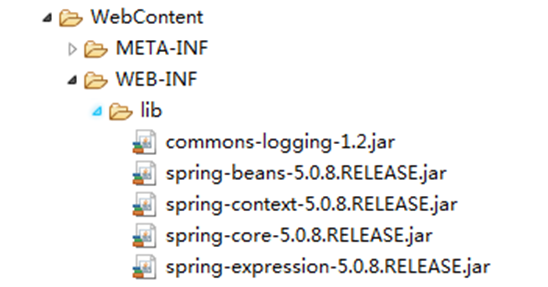 WebContent
META-INF
WEB-INF
lib
commons-logging-1.2.jar
spring-beans-5.0.8.RELEASE.jar
spring-context-5.0.8.RELEASE.jar
spring-core-5.0.8.RELEASE.jar
spring-expression-5.0.8.RELEASE.jar